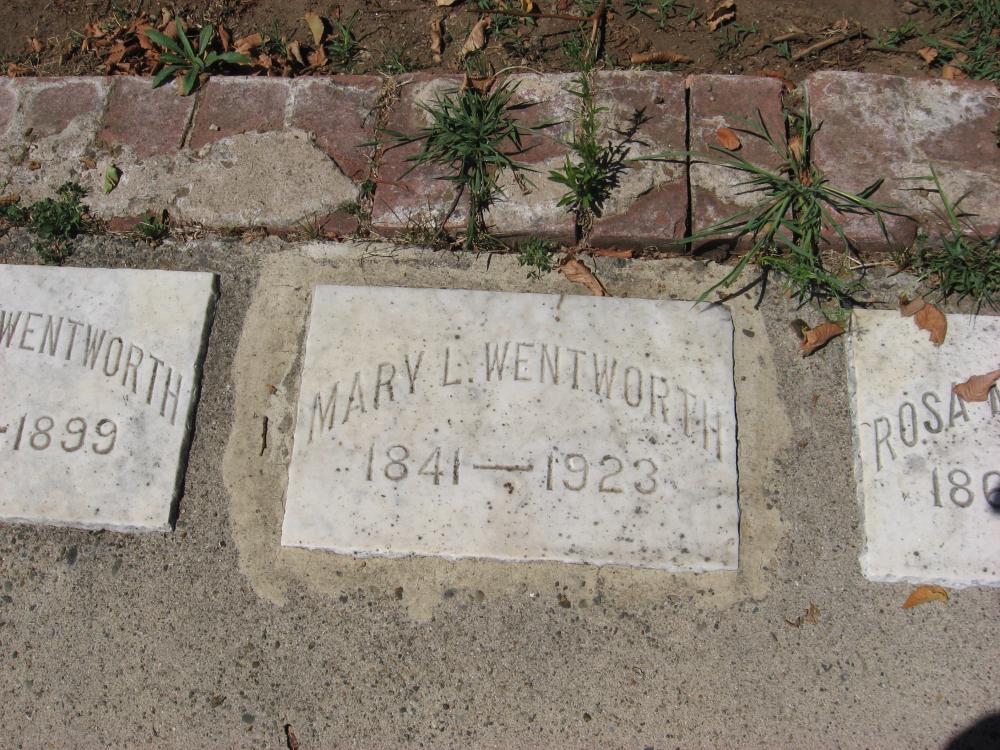 WENTWORTH
-1899
MARY L. WENTWORTH
1841—1923
ROSA